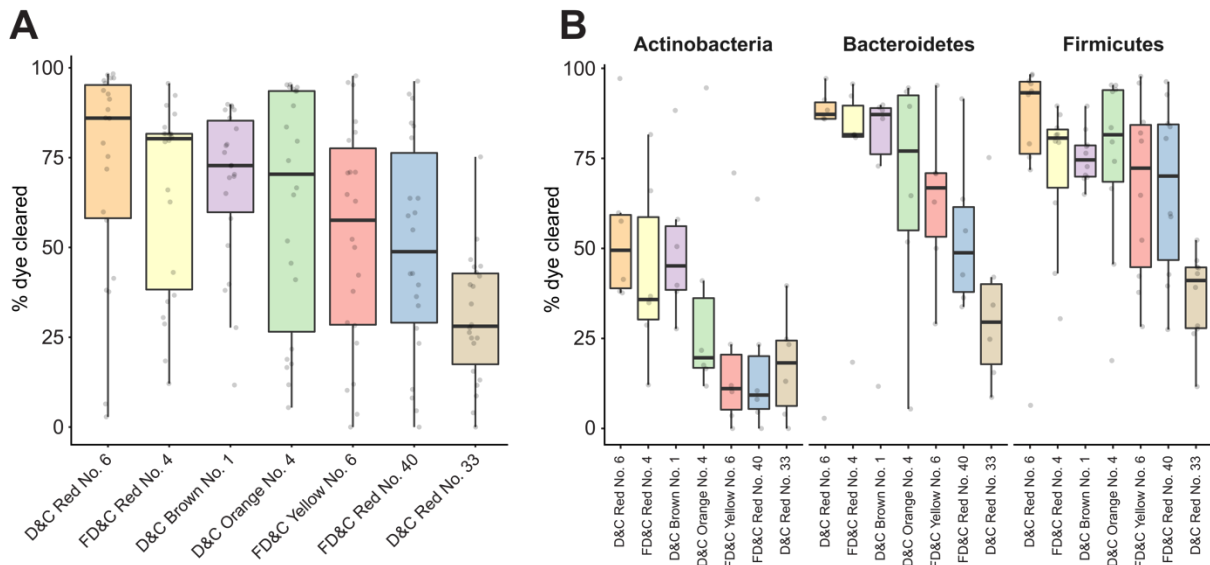 A
% dye cleared
100
75
50
25
0
D&C Red No. 6
FD&C Red No. 4
D&C Brown No. 1
D&C Orange No. 4
FD&C Yellow No. 6
FD&C Red No. 40
D&C Red No. 33
B
Actinobacteria
Bacteroidetes
Firmicutes
% dye cleared
100
75
50
25
0
D&C Red No. 6
FD&C Red No. 4
D&C Brown No. 1
D&C Orange No. 4
FD&C Yellow No. 6
FD&C Red No. 40
D&C Red No. 33
D&C Red No. 6
FD&C Red No. 4
D&C Brown No. 1
D&C Orange No. 4
FD&C Yellow No. 6
FD&C Red No. 40
D&C Red No. 33
D&C Red No. 6
FD&C Red No. 4
D&C Brown No. 1
D&C Orange No. 4
FD&C Yellow No. 6
FD&C Red No. 40
D&C Red No. 33